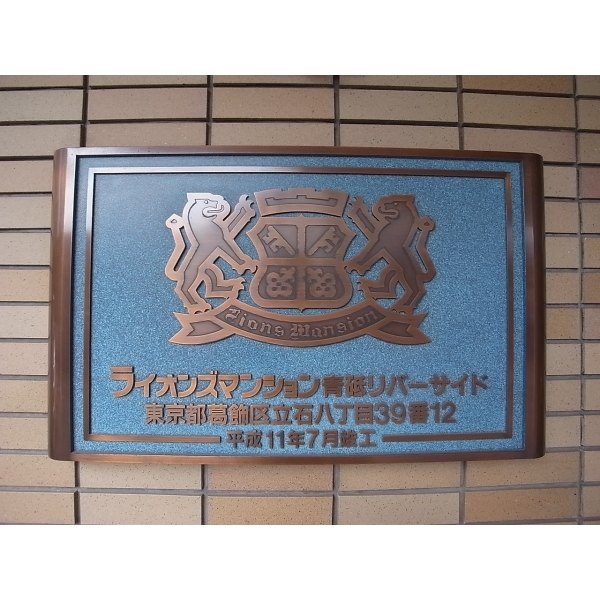 Lions Mansion
ライオンズマンション青砥リバーサイド
東京都葛飾区立石八丁目39番12
平成11年7月竣工